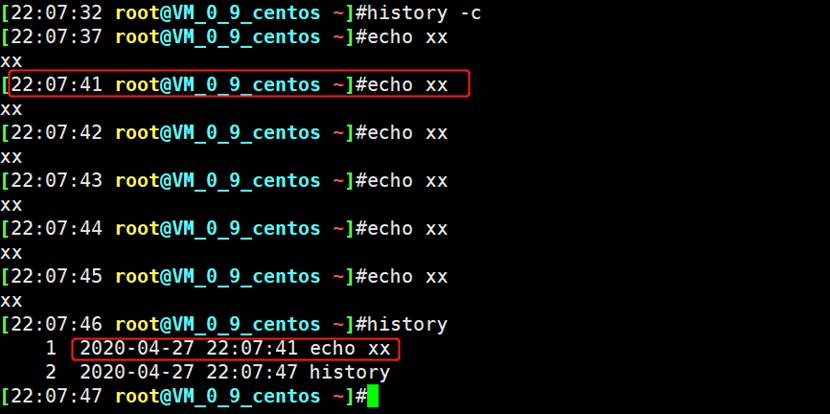 [22:07:32 root@VM_0_9_centos ~]#history -c
[22:07:37 root@VM_0_9_centos ~]#echo xx
xx
[22:07:41 root@VM_0_9_centos ~]#echo xx
xx
[22:07:42 root@VM_0_9_centos ~]#echo xx
xx
[22:07:43 root@VM_0_9_centos ~]#echo xx
xx
[22:07:44 root@VM_0_9_centos ~]#echo xx
xx
[22:07:45 root@VM_0_9_centos ~]#echo xx
xx
[22:07:46 root@VM_0_9_centos ~]#history
    1  2020-04-27 22:07:41 echo xx
    2  2020-04-27 22:07:47 history
[22:07:47 root@VM_0_9_centos ~]#